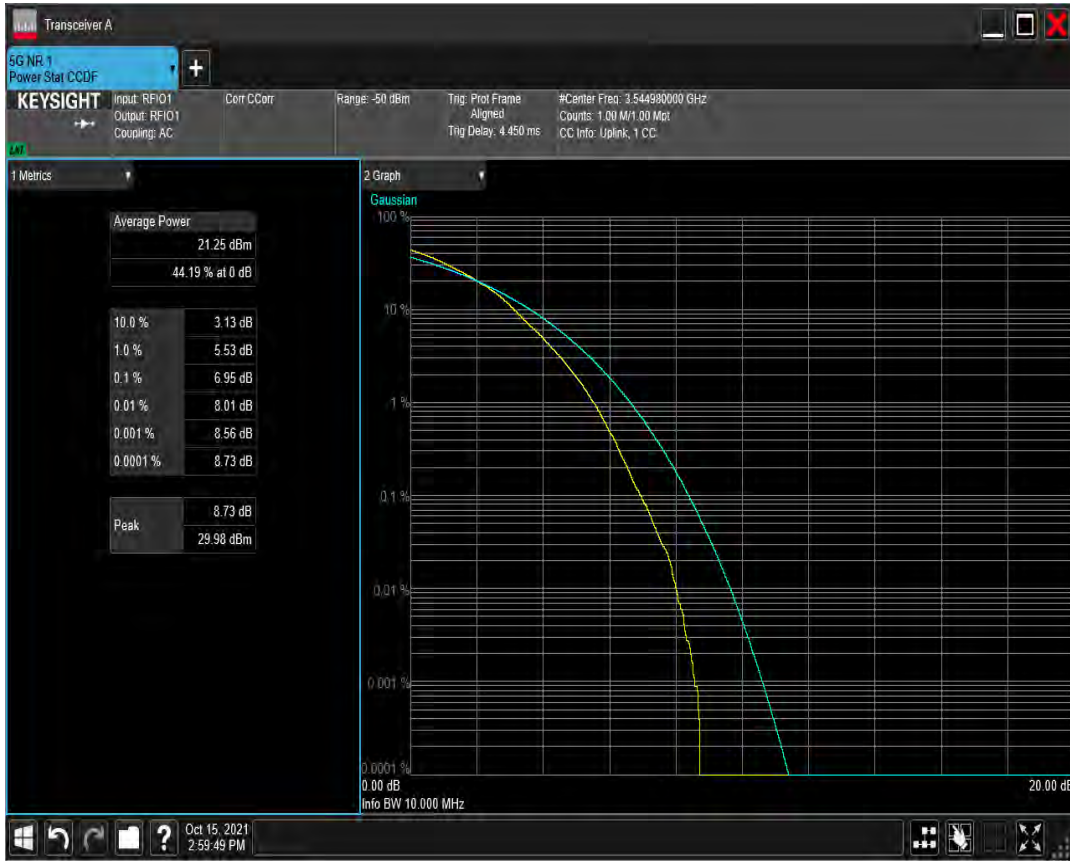 Transceiver A
5G NR 1
Power Stat CCDF
+
KEYSIGHT
Input: RFIO1
Output: RFIO1
Coupling: AC
Corr CCorr
Range: -50 dBm
Trig: Prot Frame
Aligned
Trig Delay: 4.450 ms
#Center Freq: 3.544980000 GHz
Counts: 1.00 M/1.00 Mpt
CC Info: Uplink, 1 CC
LNT
1 Metrics
Average Power
21.25 dBm
44.19 % at 0 dB
10.0 % 3.13 dB
1.0 % 5.53 dB
0.1 % 6.95 dB
0.01 % 8.01 dB
0.001 % 8.56 dB
0.0001 % 8.73 dB
Peak
8.73 dB
29.98 dBm
2 Graph
Gaussian
100 %
10 %
1 %
0.1 %
0.01 %
0.001 %
0.0001 %
0.00 dB
20.00 dB
Info BW 10.000 MHz
?
Oct 15, 2021
2:59:49 PM